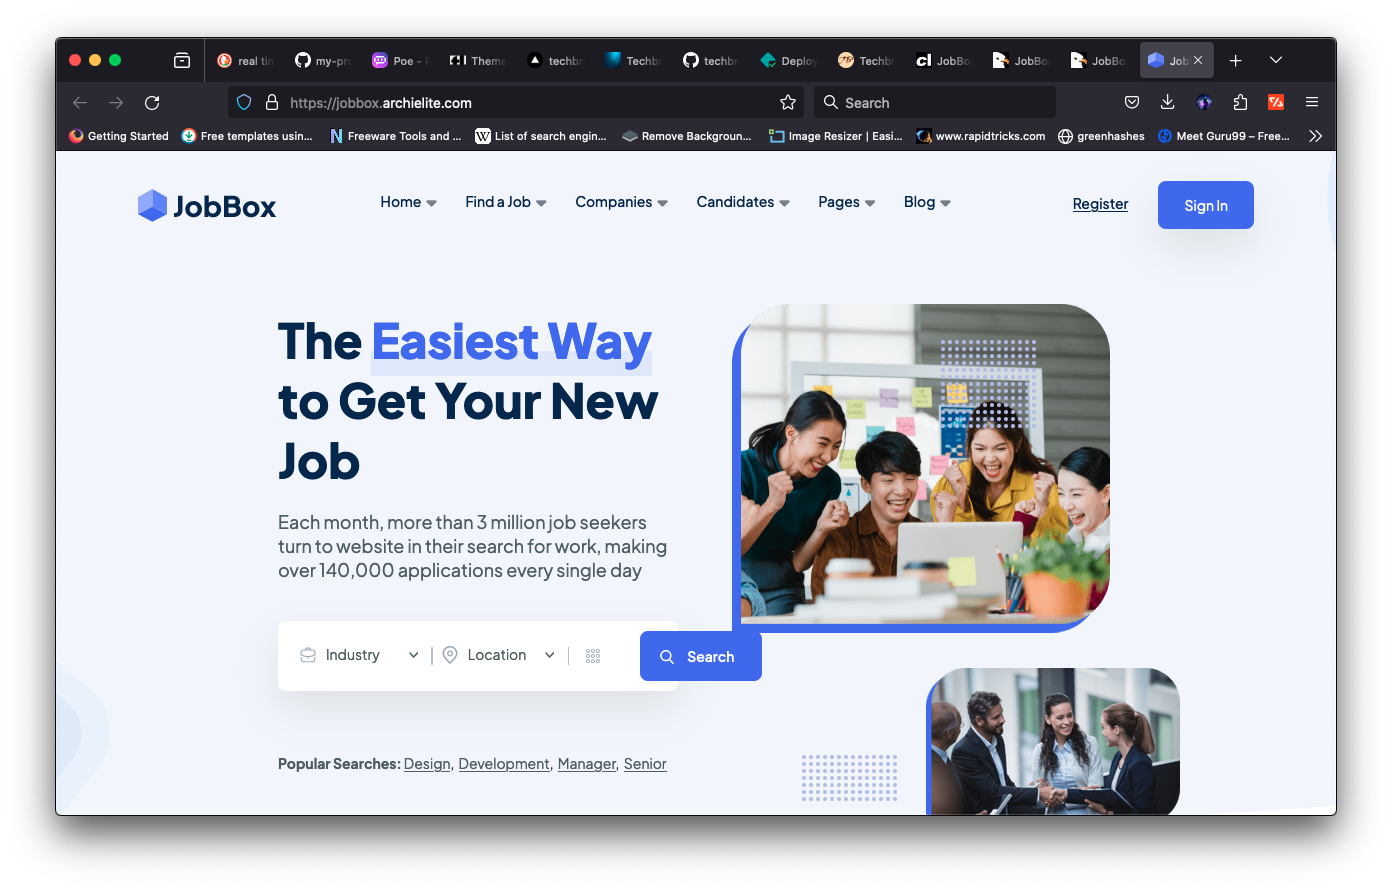 real tin
my-pro
Poe -
Theme
techbr
Techbr
techbr
Deploy
Techbr
JobBo
JobBo
JobBo
Job
https://jobbox.archielite.com
Search
Getting Started
Free templates usin...
Freeware Tools and ...
List of search engin...
Remove Backgroun...
Image Resizer | Easi...
www.rapidtricks.com
greenhashes
Meet Guru99 – Free...
JobBox
Home
Find a Job
Companies
Candidates
Pages
Blog
Register
Sign In
The Easiest Way
to Get Your New
Job
Each month, more than 3 million job seekers
turn to website in their search for work, making
over 140,000 applications every single day
Industry
Location
Search
Popular Searches: Design, Development, Manager, Senior